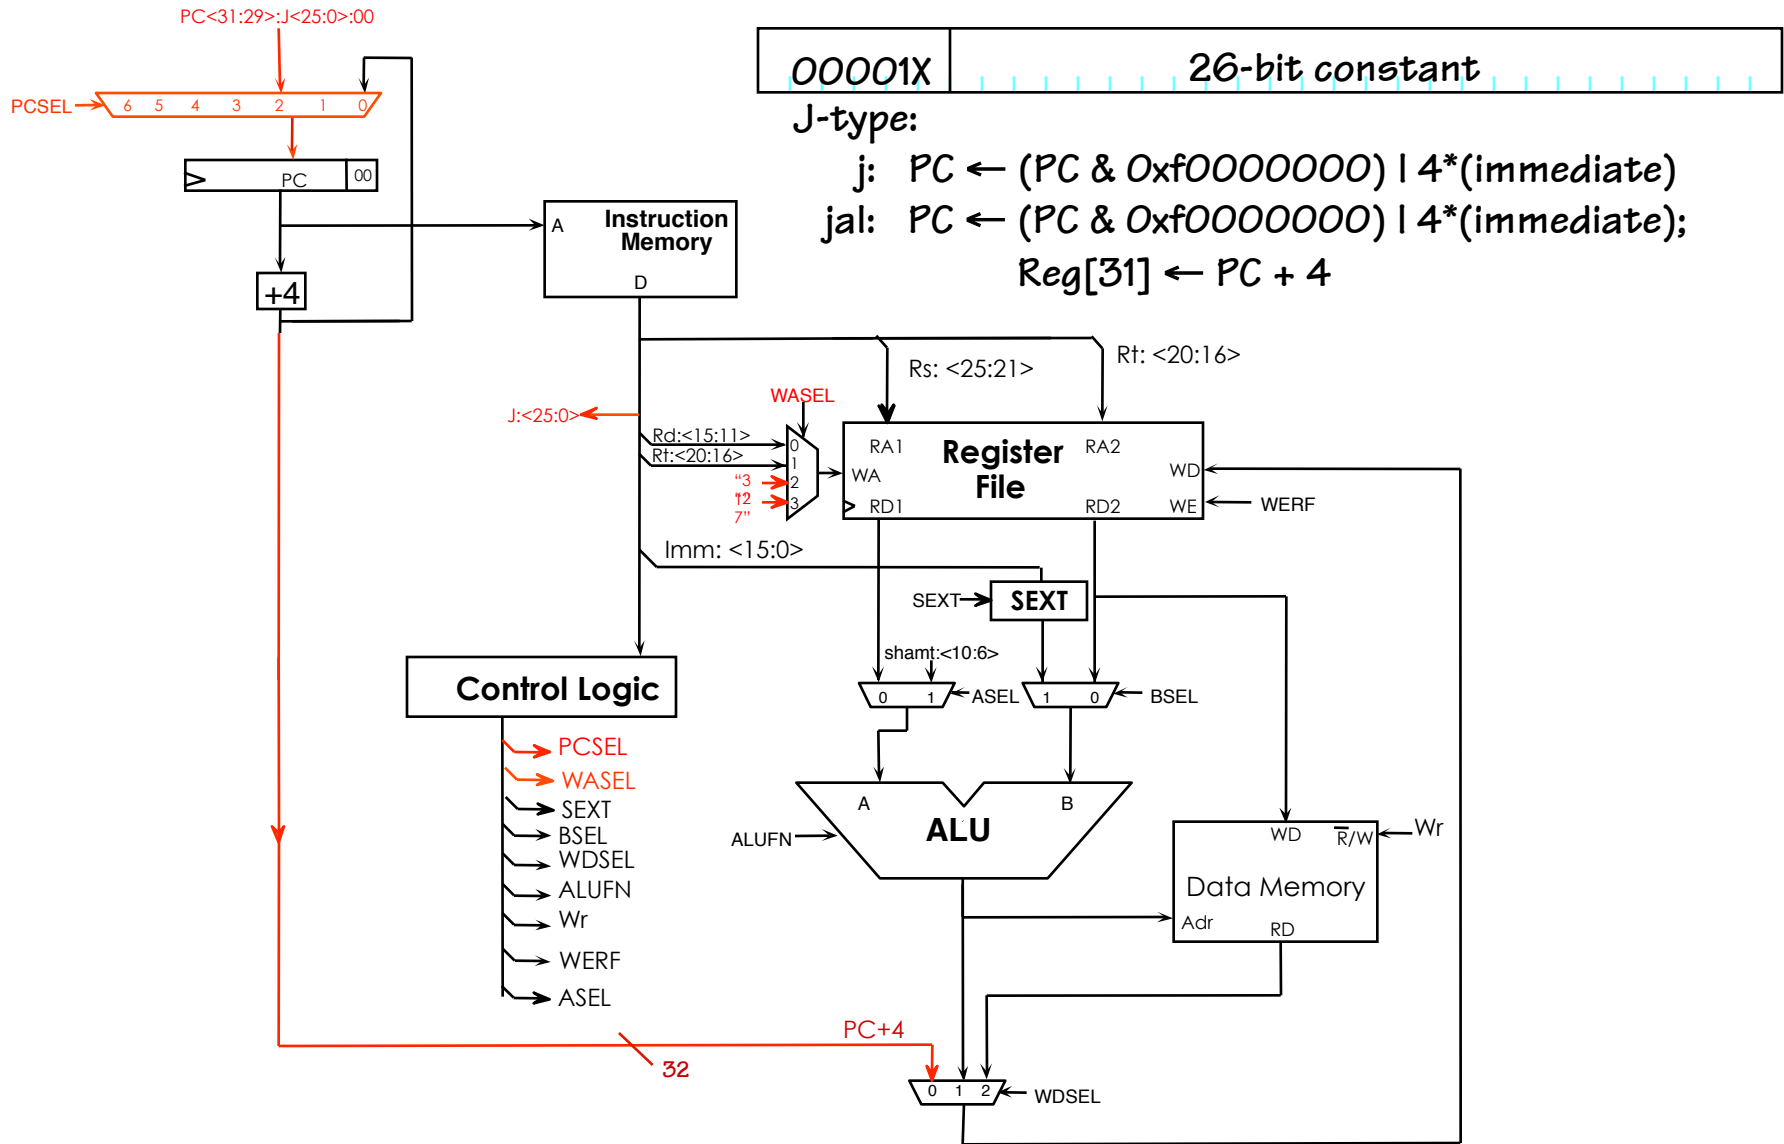 PC<31:29>:J<25:0>:00
PCSEL
6 5 4 3 2 1 0
PC
00
+4
00001X
26-bit constant
J-type:
j: PC ← (PC & 0xf0000000) | 4*(immediate)
jal: PC ← (PC & 0xf0000000) | 4*(immediate);
Reg[31] ← PC + 4
A
Instruction
Memory
D
Rs: <25:21>
Rt: <20:16>
J:<25:0>
WASEL
Rd:<15:11>
Rt:<20:16>
"3
1"
"2
7"
0
1
2
3
RA1
Register
File
RA2
WA
WD
RD1
RD2
WE
WERF
Imm: <15:0>
SEXT
SEXT
shamt:<10:6>
0 1
ASEL
1 0
BSEL
Control Logic
PCSEL
WASEL
SEXT
BSEL
WDSEL
ALUFN
Wr
WERF
ASEL
A
B
ALU
ALUFN
WD
R/W
Wr
Data Memory
Adr
RD
PC+4
32
0 1 2
WDSEL